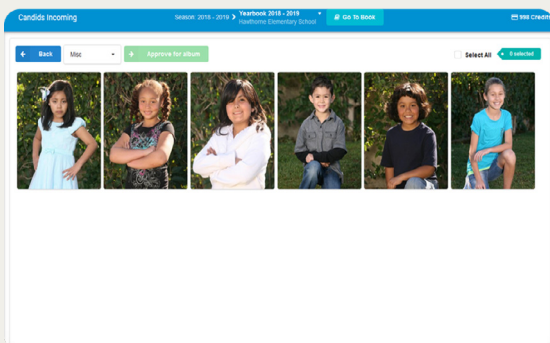 Candids Incoming
Season: 2018 - 2019
Yearbook 2018 - 2019
Hawthorne Elementary School
Go To Book
998 Credits
Back
Misc
Approve for album
Select All
0 selected